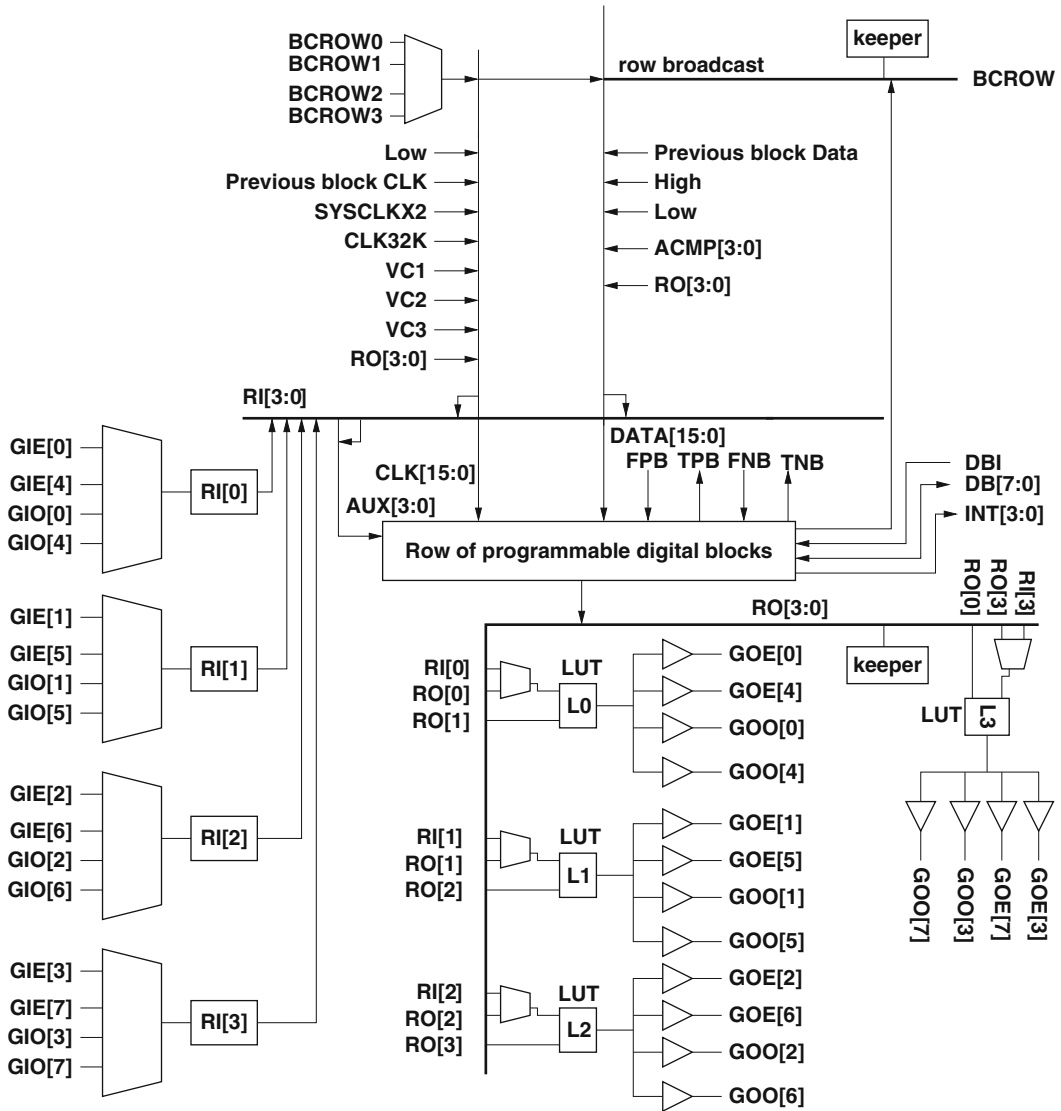 BCROW0
BCROW1
BCROW2
BCROW3
keeper
row broadcast
BCROW
Low
Previous block CLK
SYSCLKX2
CLK32K
VC1
VC2
VC3
RO[3:0]
Previous block Data
High
Low
ACMP[3:0]
RO[3:0]
RI[3:0]
GIE[0]
GIE[4]
GIO[0]
GIO[4]
RI[0]
CLK[15:0]
AUX[3:0]
DATA[15:0]
FPB
TPB
FNB
TNB
DBI
DB[7:0]
INT[3:0]
Row of programmable digital blocks
GIE[1]
GIE[5]
GIO[1]
GIO[5]
RI[1]
RO[3:0]
RO[0]
RO[3]
RI[3]
keeper
LUT
L3
GOO[7]
GOO[3]
GOE[7]
GOE[3]
RI[0]
RO[0]
RO[1]
LUT
L0
GOE[0]
GOE[4]
GOO[0]
GOO[4]
GIE[2]
GIE[6]
GIO[2]
GIO[6]
RI[2]
RI[1]
RO[1]
RO[2]
LUT
L1
GOE[1]
GOE[5]
GOO[1]
GOO[5]
GIE[3]
GIE[7]
GIO[3]
GIO[7]
RI[3]
RI[2]
RO[2]
RO[3]
LUT
L2
GOE[2]
GOE[6]
GOO[2]
GOO[6]